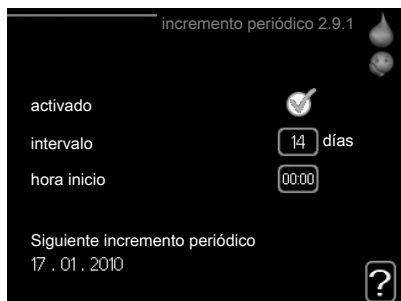 incremento periódico 2.9.1
activado
intervalo 14 días
hora inicio 00:00
Siguiente incremento periódico
17 . 01 . 2010
?